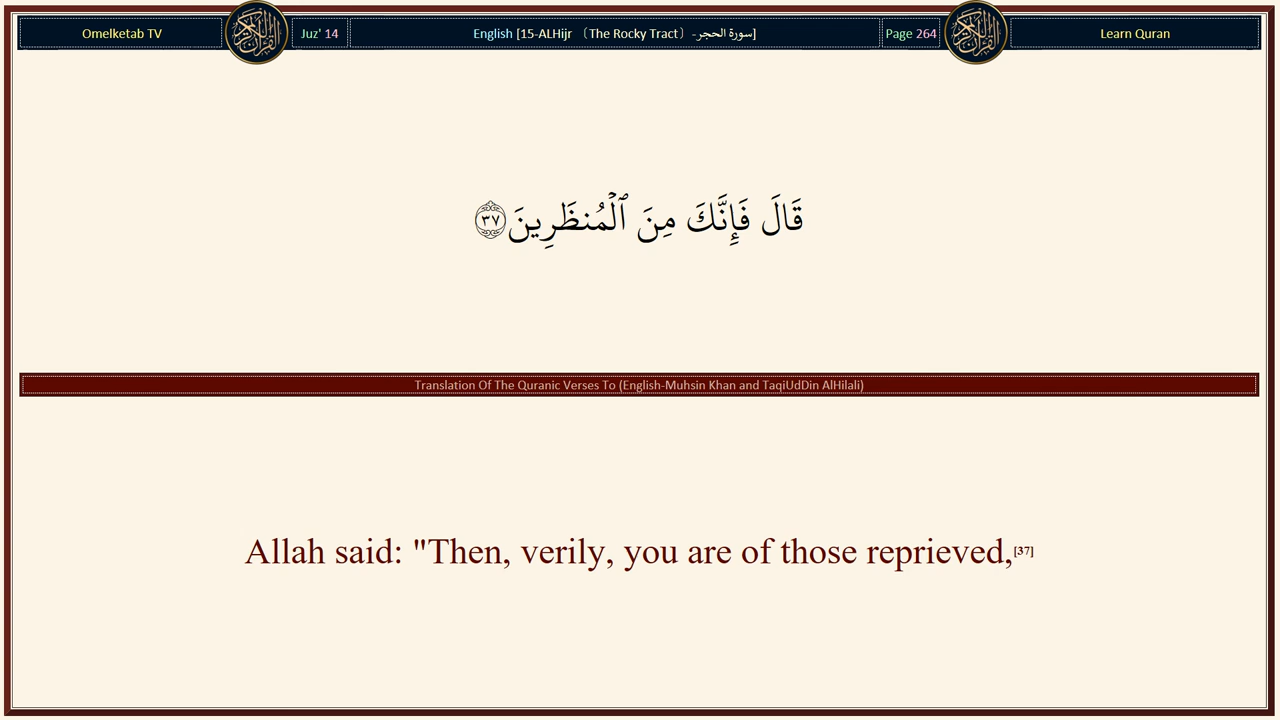 Omelketab TV
Juz' 14
English [15-ALHijr （The Rocky Tract）-سورة الحجر]
Page 264
Learn Quran
قَالَ فَإِنَّكَ مِنَ ٱلْمُنظَرِينَ ٣٧
Translation Of The Quranic Verses To (English-Muhsin Khan and TaqiUdDin AlHilali)
Allah said: "Then, verily, you are of those reprieved,[37]